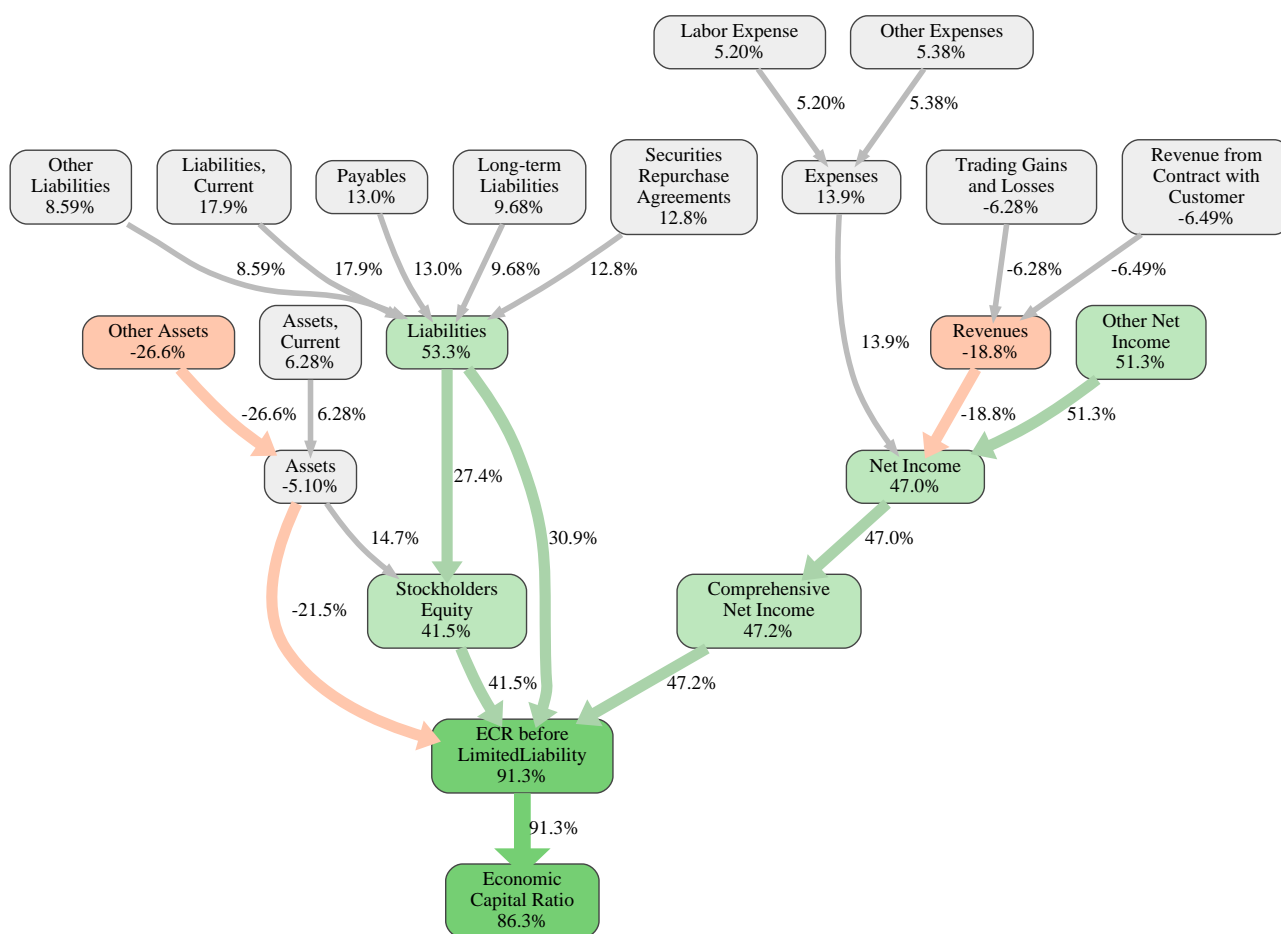 Labor Expense
5.20%
Other Expenses
5.38%
5.20%
5.38%
Other
Liabilities
8.59%
Liabilities,
Current
17.9%
Payables
13.0%
Long-term
Liabilities
9.68%
Securities
Repurchase
Agreements
12.8%
Expenses
13.9%
Trading Gains
and Losses
-6.28%
Revenue from
Contract with
Customer
-6.49%
8.59%
17.9%
13.0%
9.68%
12.8%
-6.28%
-6.49%
Other Assets
-26.6%
Assets,
Current
6.28%
Liabilities
53.3%
13.9%
Revenues
-18.8%
Other Net
Income
51.3%
-26.6%
6.28%
-18.8%
51.3%
Assets
-5.10%
27.4%
Net Income
47.0%
14.7%
30.9%
47.0%
-21.5%
Stockholders
Equity
41.5%
Comprehensive
Net Income
47.2%
41.5%
47.2%
ECR before
LimitedLiability
91.3%
91.3%
Economic
Capital Ratio
86.3%